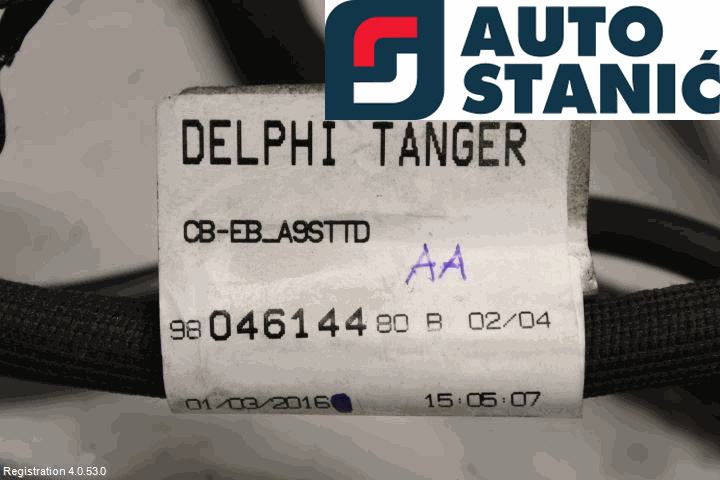 AUTO
STANIĆ
DELPHI TANGER
CB-EB_A9STTD
AA
98 046144 80 B 02/04
01/03/2016 15:05:07
Registration 4.0.53.0